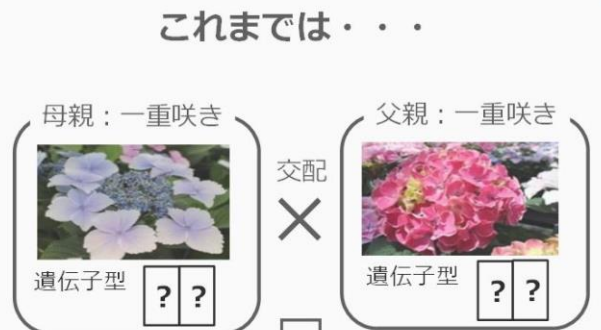 これまでは・・・
母親：一重咲き
父親：一重咲き
交配
×
遺伝子型 ? ?
遺伝子型 ? ?